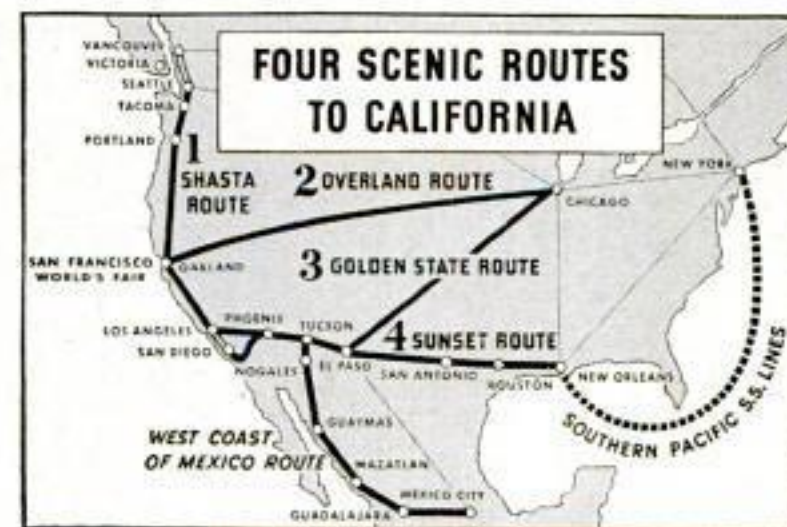 FOUR SCENIC ROUTES
TO CALIFORNIA
VANCOUVER
VICTORIA
SEATTLE
TACOMA
PORTLAND
1
SHASTA
ROUTE
2 OVERLAND ROUTE
NEW YORK
CHICAGO
SAN FRANCISCO
WORLD'S FAIR
OAKLAND
3 GOLDEN STATE ROUTE
LOS ANGELES
PHOENIX
TUCSON
4 SUNSET ROUTE
SAN DIEGO
NOGALES
EL PASO
SAN ANTONIO
HOUSTON
NEW ORLEANS
SOUTHERN PACIFIC S.S. LINES
GUAYMAS
WEST COAST
OF MEXICO ROUTE
MAZATLAN
MEXICO CITY
GUADALAJARA